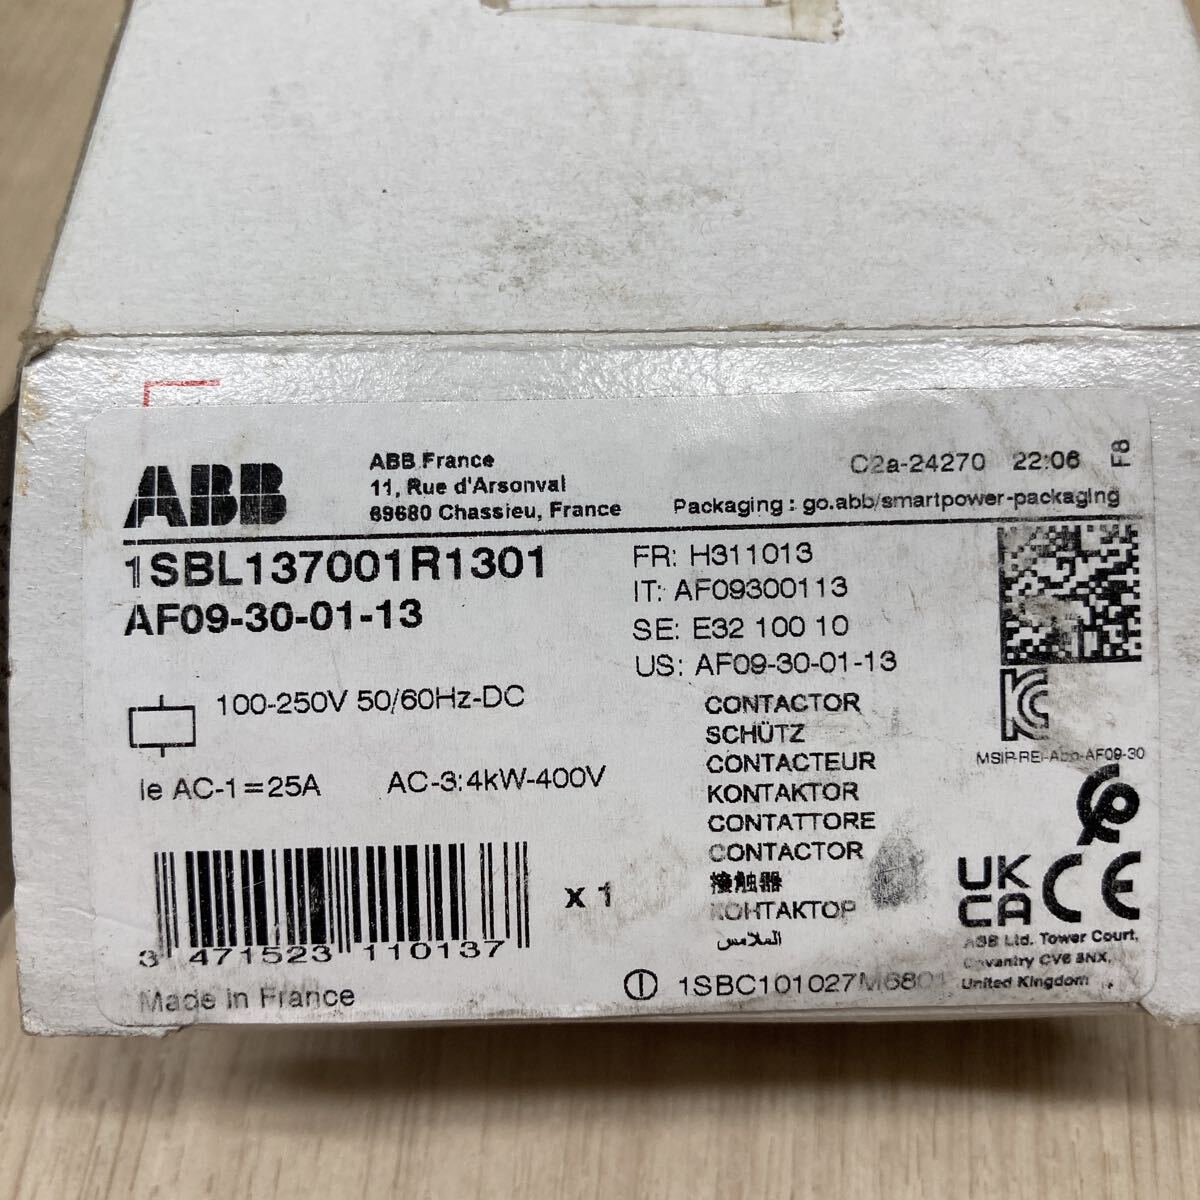 ABB
ABB France
11, Rue d'Arsonval
69680 Chassieu, France
C2a-24270 22:06 F8
Packaging : go.abb/smartpower-packaging
1SBL137001R1301
AF09-30-01-13
FR: H311013
IT: AF09300113
SE: E32 100 10
US: AF09-30-01-13
100-250V 50/60Hz-DC
Ie AC-1=25A AC-3:4kW-400V
CONTACTOR
SCHÜTZ
CONTACTEUR
KONTAKTOR
CONTATTORE
CONTACTOR
接触器
КОНТАКТОР
الملامس
MSIP-REI-Abb-AF09-30
UK
CA
CE
ABB Ltd. Tower Court,
Coventry CV6 5NX,
United Kingdom
x 1
3 471523 110137
Made in France
1SBC101027M6801